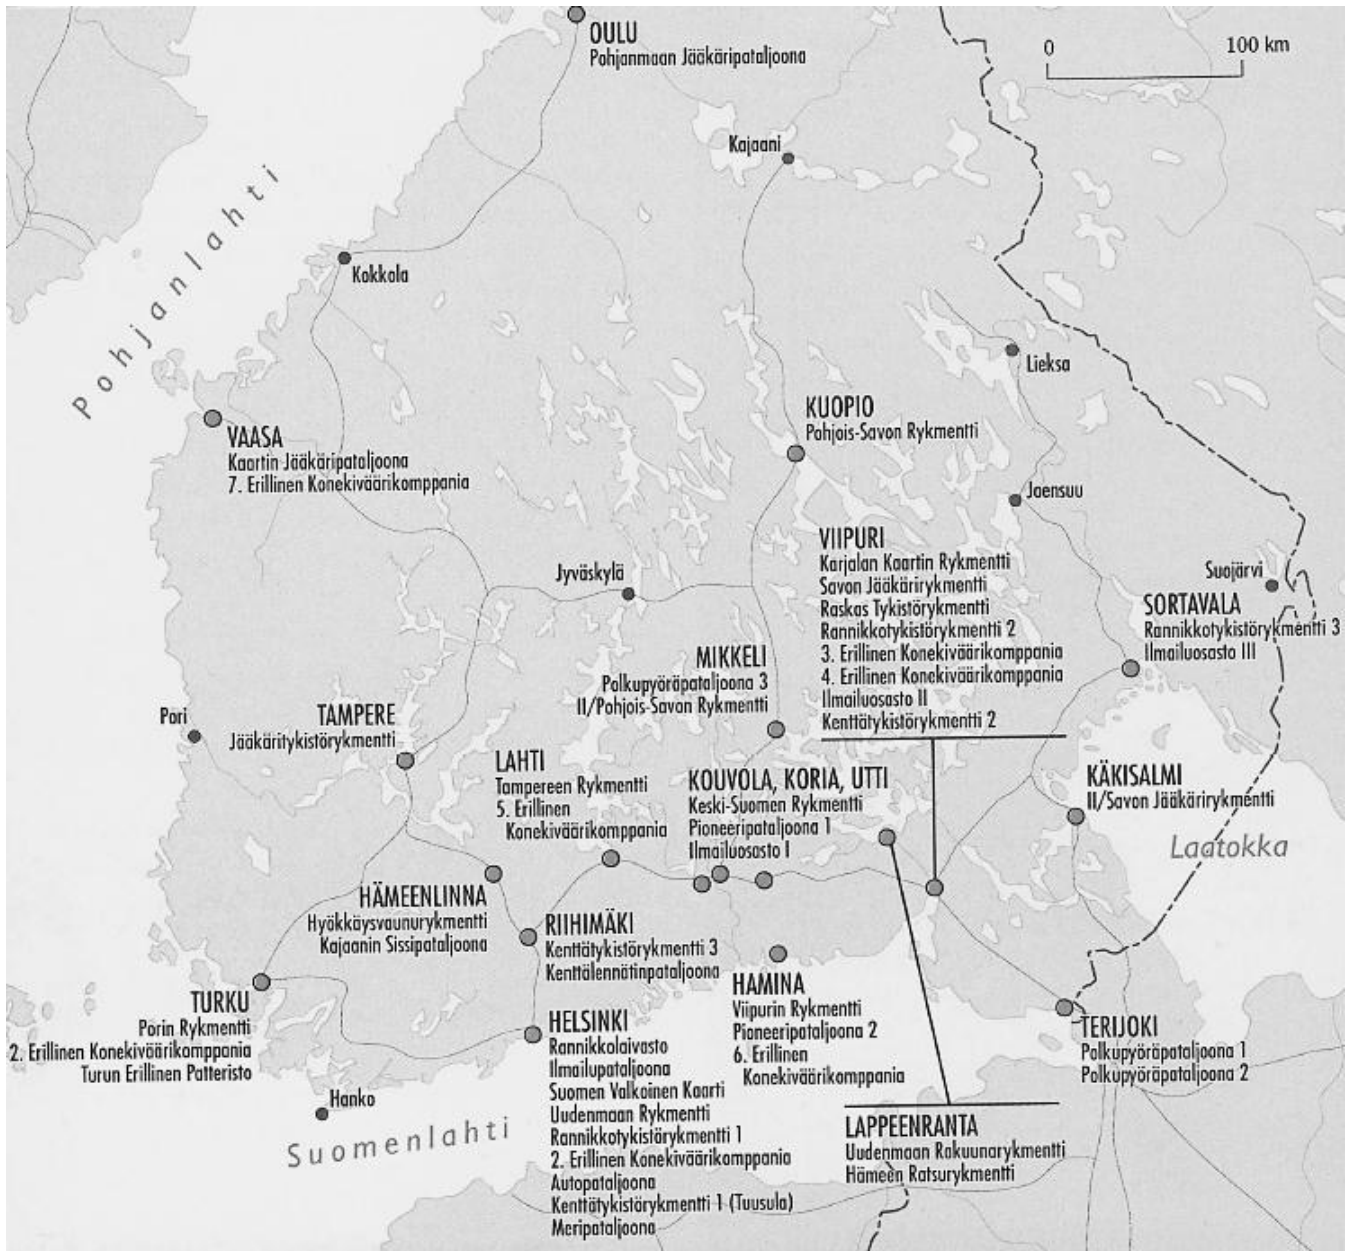 OULU
Pohjanmaan Jääkäripataljoona
0
100 km
Kajaani
Pohjanlahti
Kokkola
Lieksa
VAASA
Kaartin Jääkäripataljoona
7. Erillinen Konekiväärikomppania
KUOPIO
Pohjois-Savon Rykmentti
Joensuu
Jyväskylä
VIIPURI
Karjalan Kaartin Rykmentti
Savon Jääkärirykmentti
Raskas Tykistörykmentti
Rannikkotykistörykmentti 2
3. Erillinen Konekiväärikomppania
4. Erillinen Konekiväärikomppania
Ilmailuosasto II
Kenttätykistörykmentti 2
Suojärvi
SORTAVALA
Rannikkotykistörykmentti 3
Ilmailuosasto III
MIKKELI
Polkupyöräpataljoona 3
II/Pohjois-Savon Rykmentti
Pori
TAMPERE
Jääkäritykistörykmentti
LAHTI
Tampereen Rykmentti
5. Erillinen
Konekiväärikomppania
KOUVOLA, KORIA, UTTI
Keski-Suomen Rykmentti
Pioneeripataljoona 1
Ilmailuosasto I
KÄKISALMI
II/Savon Jääkärirykmentti
Laatokka
HÄMEENLINNA
Hyökkäysvaunurykmentti
Kajaanin Sissipataljoona
RIIHIMÄKI
Kenttätykistörykmentti 3
Kenttälennätinpataljoona
HAMINA
Viipurin Rykmentti
Pioneeripataljoona 2
6. Erillinen
Konekiväärikomppania
TURKU
Porin Rykmentti
2. Erillinen Konekiväärikomppania
Turun Erillinen Patteristo
HELSINKI
Rannikkolaivasto
Ilmailupataljoona
Suomen Valkoinen Kaarti
Uudenmaan Rykmentti
Rannikkotykistörykmentti 1
2. Erillinen Konekiväärikomppania
Autopataljoona
Kenttätykistörykmentti 1 (Tuusula)
Meripataljoona
TERIJOKI
Polkupyöräpataljoona 1
Polkupyöräpataljoona 2
Hanko
Suomenlahti
LAPPEENRANTA
Uudenmaan Rakuunarykmentti
Hämeen Ratsurykmentti